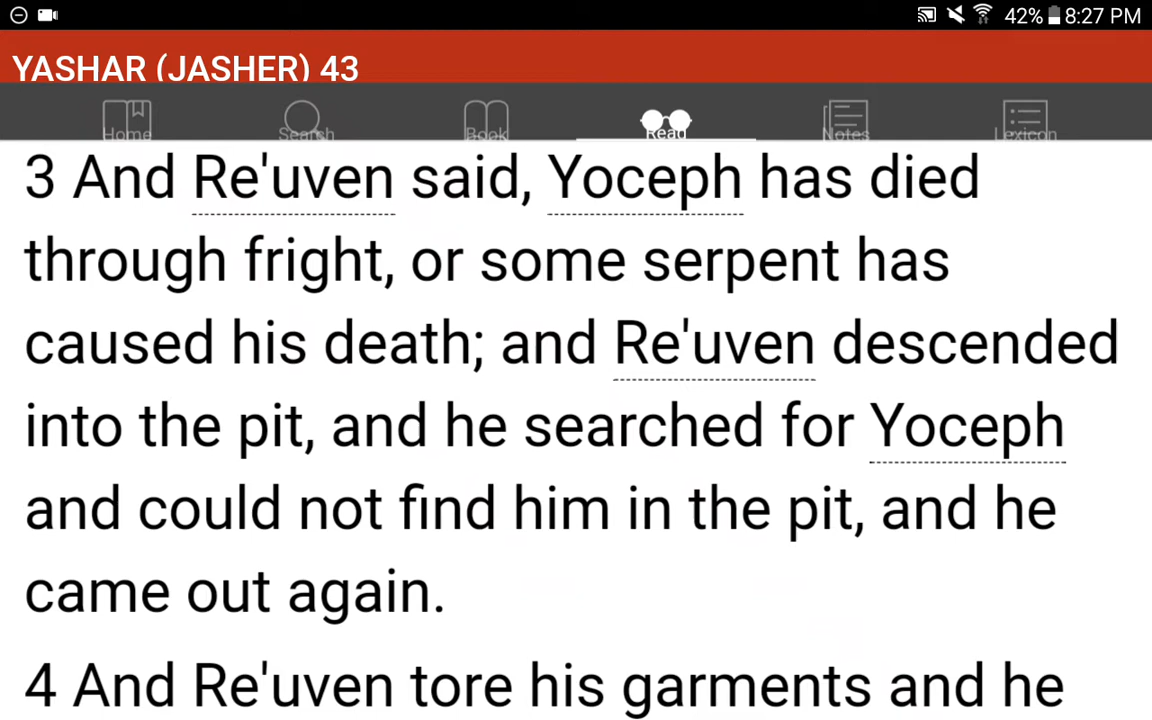 42% 8:27 PM
YASHAR (JASHER) 43
Home Search Book Read Notes Lexicon
3 And Re'uven said, Yoceph has died
through fright, or some serpent has
caused his death; and Re'uven descended
into the pit, and he searched for Yoceph
and could not find him in the pit, and he
came out again.
4 And Re'uven tore his garments and he